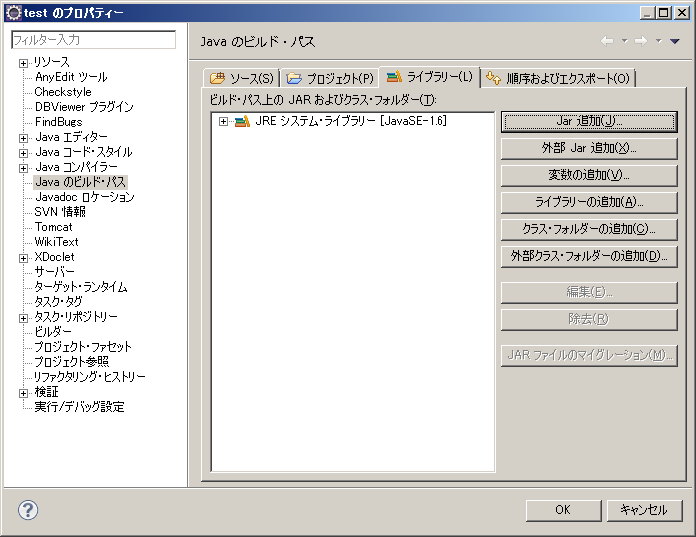 test のプロパティー
フィルター入力
リソース
AnyEdit ツール
Checkstyle
DBViewer プラグイン
FindBugs
Java エディター
Java コード・スタイル
Java コンパイラー
Java のビルド・パス
Javadoc ロケーション
SVN 情報
Tomcat
WikiText
XDoclet
サーバー
ターゲット・ランタイム
タスク・タグ
タスク・リポジトリー
ビルダー
プロジェクト・ファセット
プロジェクト参照
リファクタリング・ヒストリー
検証
実行/デバッグ設定
Java のビルド・パス
ソース(S)
プロジェクト(P)
ライブラリー(L)
順序およびエクスポート(O)
ビルド・パス上の JAR およびクラス・フォルダー(T):
JRE システム・ライブラリー [JavaSE-1.6]
Jar 追加(J)...
外部 Jar 追加(X)...
変数の追加(V)...
ライブラリーの追加(A)...
クラス・フォルダーの追加(C)...
外部クラス・フォルダーの追加(D)...
編集(E)...
除去(R)
JAR ファイルのマイグレーション(M)...
?
OK
キャンセル